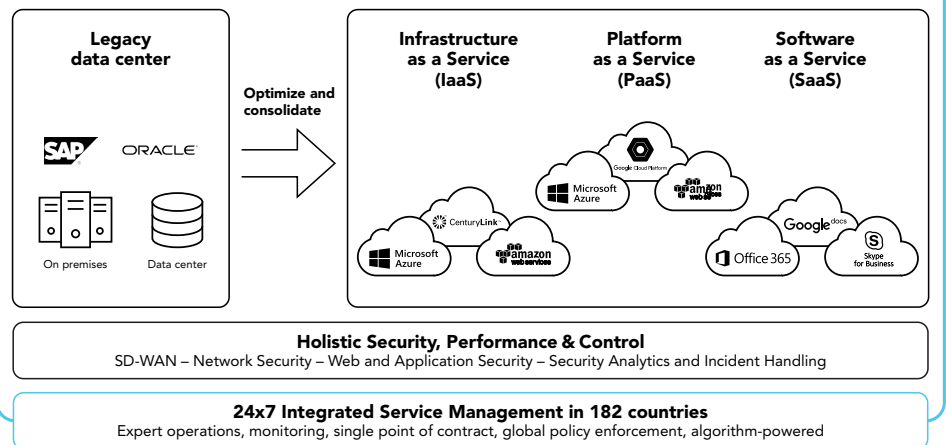 Legacy
data center
SAP
ORACLE
On premises
Data center
Optimize and
consolidate
Infrastructure
as a Service
(IaaS)
CenturyLink™
Microsoft
Azure
amazon
web services
Platform
as a Service
(PaaS)
Google Cloud Platform
Microsoft
Azure
amazon
Software
as a Service
(SaaS)
Google docs
Office 365
S
Skype
for Business
Holistic Security, Performance & Control
SD-WAN – Network Security – Web and Application Security – Security Analytics and Incident Handling
24x7 Integrated Service Management in 182 countries
Expert operations, monitoring, single point of contract, global policy enforcement, algorithm-powered